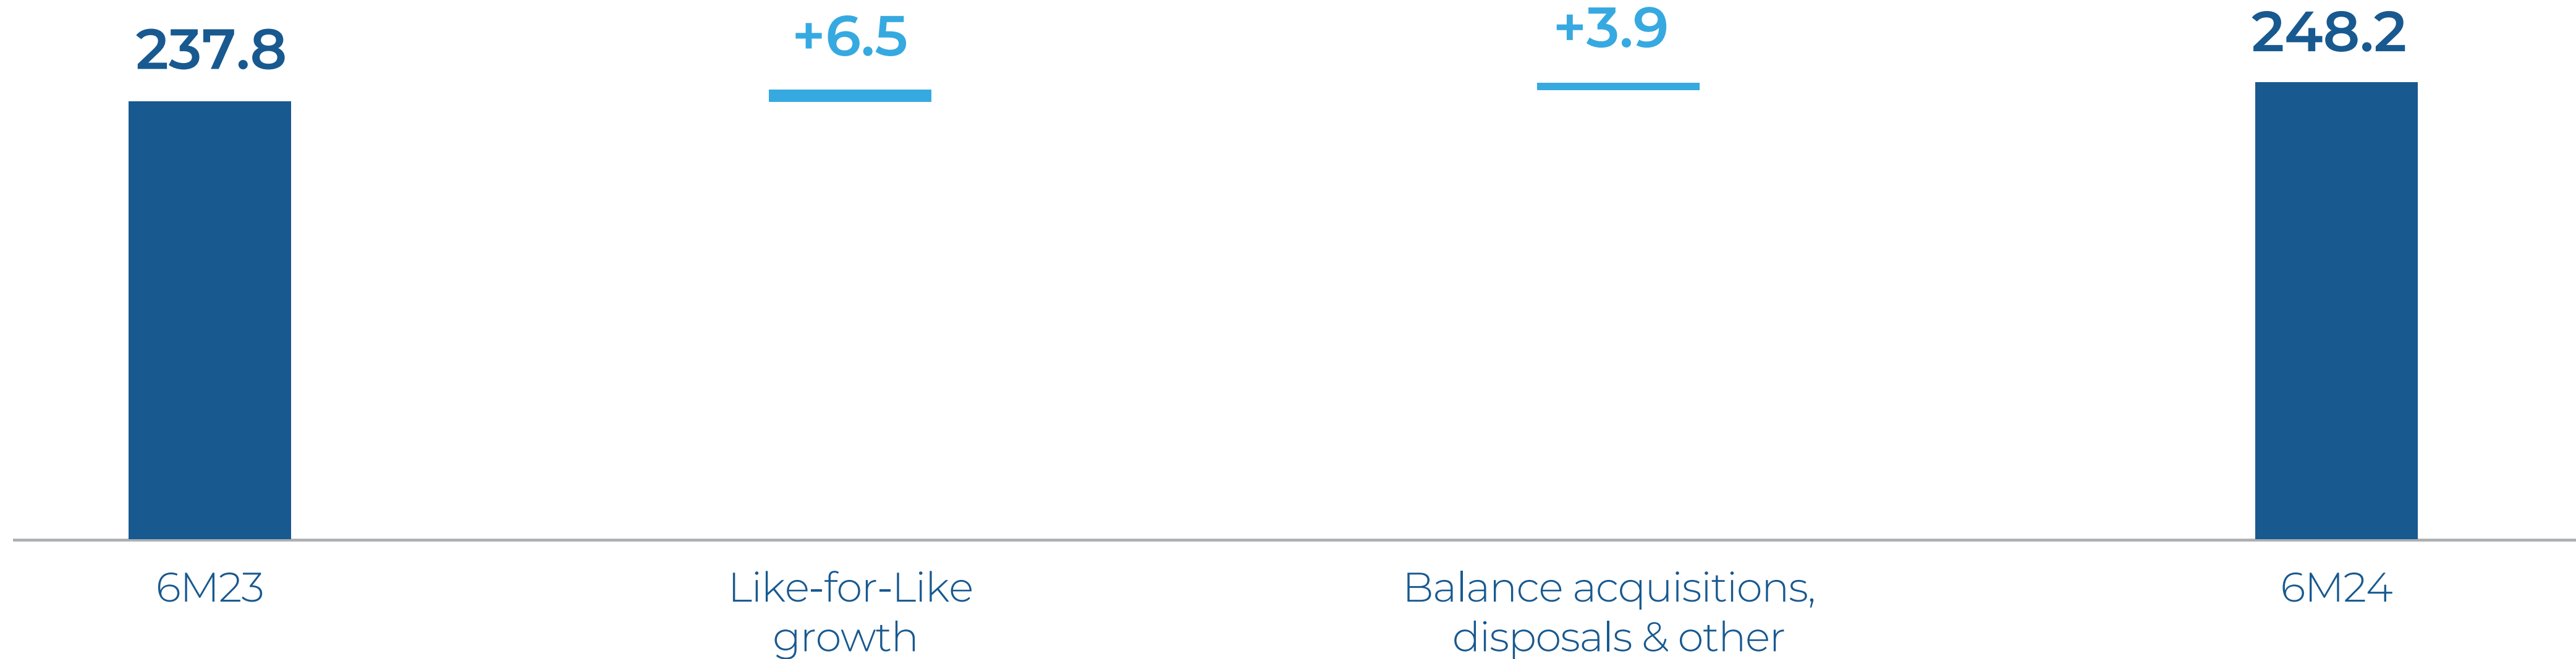 237.8
+6.5
+3.9
248.2
6M23
Like-for-Like
growth
Balance acquisitions,
disposals & other
6M24